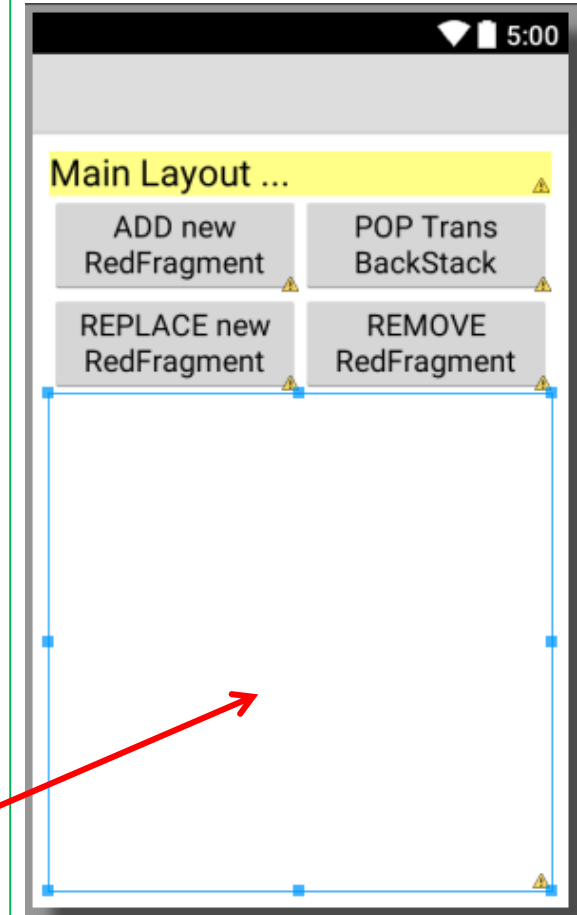 5:00
Main Layout ...
ADD new
RedFragment
POP Trans
BackStack
REPLACE new
RedFragment
REMOVE
RedFragment